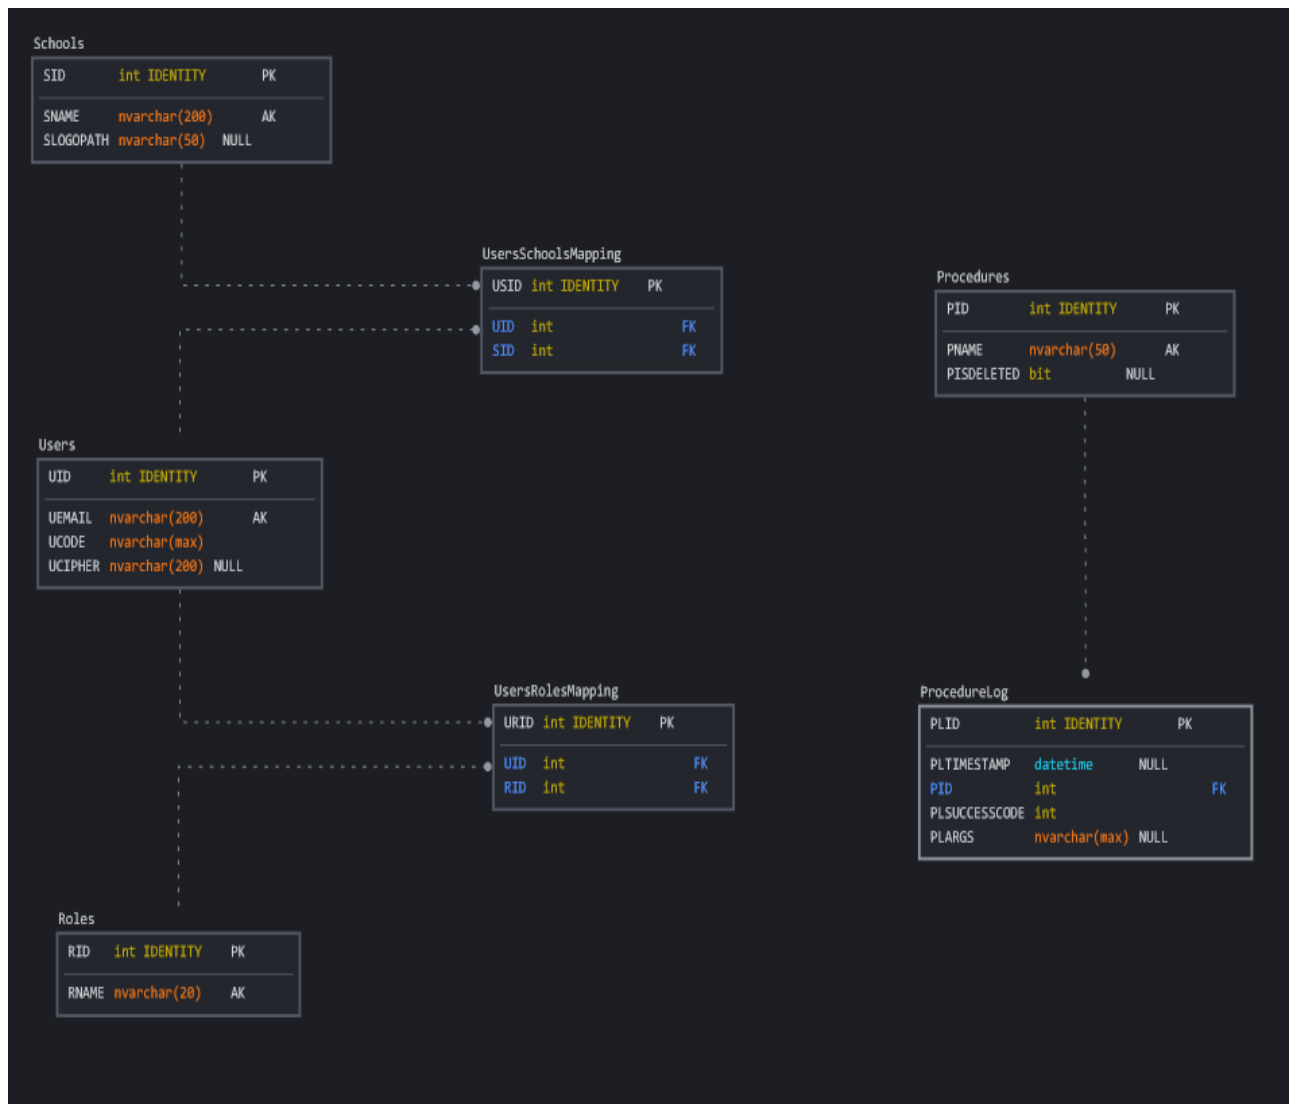 Schools
SID int IDENTITY PK
SNAME nvarchar(200) AK
SLOGOPATH nvarchar(50) NULL
UsersSchoolsMapping
USID int IDENTITY PK
UID int FK
SID int FK
Procedures
PID int IDENTITY PK
PNAME nvarchar(50) AK
PISDELETED bit NULL
Users
UID int IDENTITY PK
UEMAIL nvarchar(200) AK
UCODE nvarchar(max)
UCIPHER nvarchar(200) NULL
UsersRolesMapping
URID int IDENTITY PK
UID int FK
RID int FK
ProcedureLog
PLID int IDENTITY PK
PLTIMESTAMP datetime NULL
PID int FK
PLSUCCESSCODE int
PLARGS nvarchar(max) NULL
Roles
RID int IDENTITY PK
RNAME nvarchar(20) AK